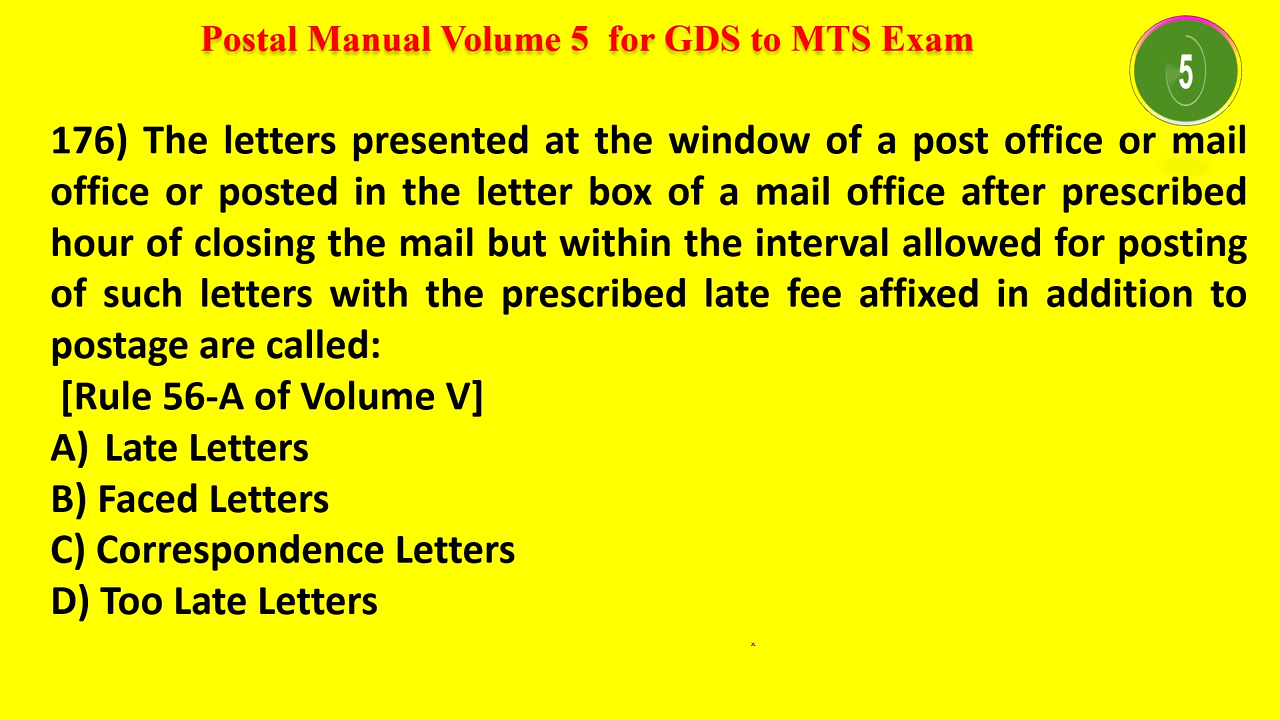 Postal Manual Volume 5 for GDS to MTS Exam
5
176) The letters presented at the window of a post office or mail
office or posted in the letter box of a mail office after prescribed
hour of closing the mail but within the interval allowed for posting
of such letters with the prescribed late fee affixed in addition to
postage are called:
[Rule 56-A of Volume V]
A) Late Letters
B) Faced Letters
C) Correspondence Letters
D) Too Late Letters